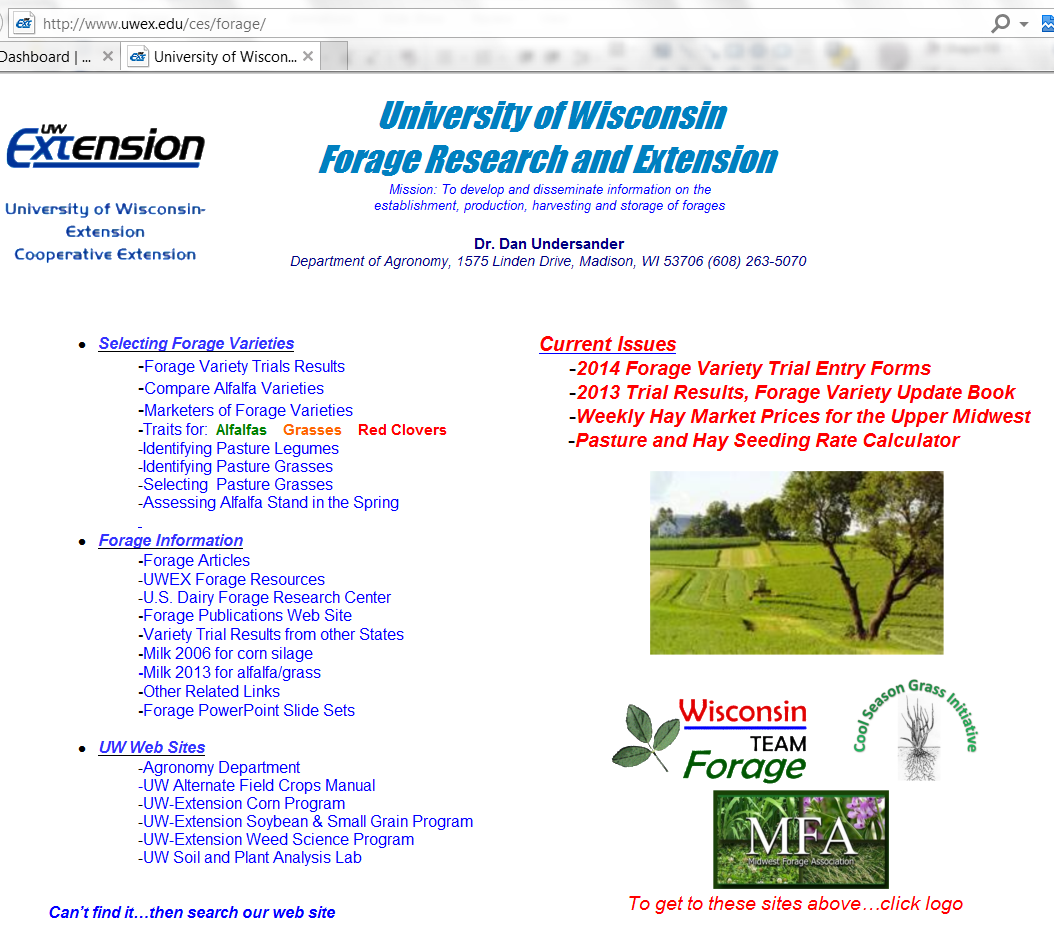 http://www.uwex.edu/ces/forage/
Dashboard | ...
University of Wiscon...
UW
Extension
University of Wisconsin-
Extension
Cooperative Extension
University of Wisconsin
Forage Research and Extension
Mission: To develop and disseminate information on the
establishment, production, harvesting and storage of forages
Dr. Dan Undersander
Department of Agronomy, 1575 Linden Drive, Madison, WI 53706 (608) 263-5070
• Selecting Forage Varieties
-Forage Variety Trials Results
-Compare Alfalfa Varieties
-Marketers of Forage Varieties
-Traits for: Alfalfas Grasses Red Clovers
-Identifying Pasture Legumes
-Identifying Pasture Grasses
-Selecting Pasture Grasses
-Assessing Alfalfa Stand in the Spring
-
• Forage Information
-Forage Articles
-UWEX Forage Resources
-U.S. Dairy Forage Research Center
-Forage Publications Web Site
-Variety Trial Results from other States
-Milk 2006 for corn silage
-Milk 2013 for alfalfa/grass
-Other Related Links
-Forage PowerPoint Slide Sets
• UW Web Sites
-Agronomy Department
-UW Alternate Field Crops Manual
-UW-Extension Corn Program
-UW-Extension Soybean & Small Grain Program
-UW-Extension Weed Science Program
-UW Soil and Plant Analysis Lab
Can't find it…then search our web site
Current Issues
-2014 Forage Variety Trial Entry Forms
-2013 Trial Results, Forage Variety Update Book
-Weekly Hay Market Prices for the Upper Midwest
-Pasture and Hay Seeding Rate Calculator
Wisconsin
TEAM
Forage
Cool Season Grass Initiative
MFA
Midwest Forage Association
To get to these sites above…click logo